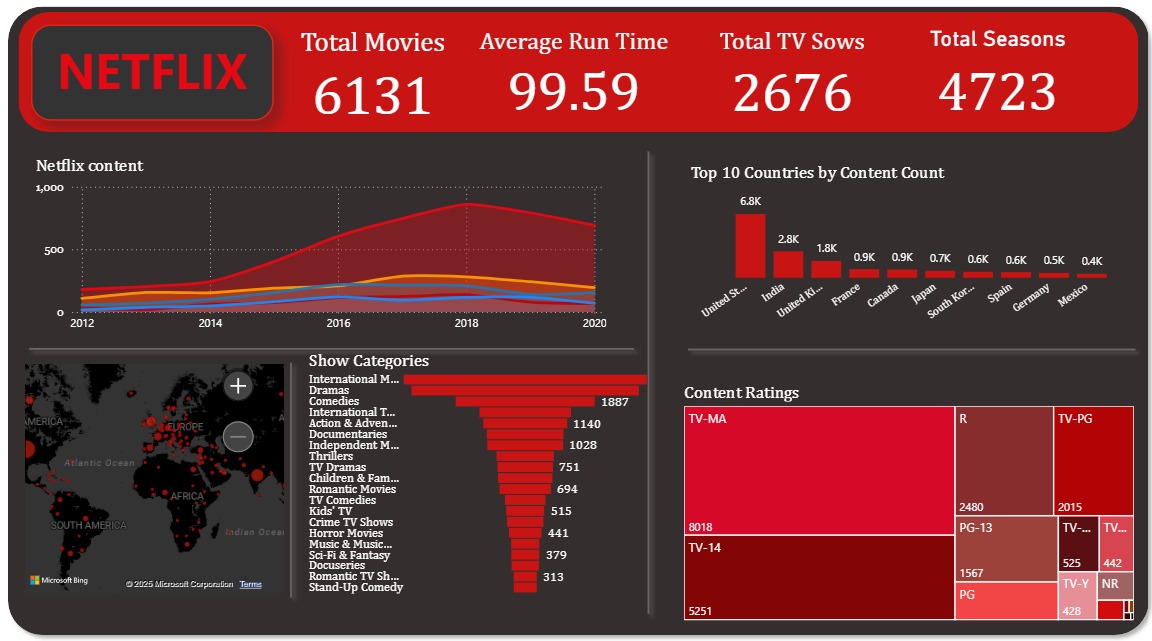 NETFLIX
Total Movies
6131
Average Run Time
99.59
Total TV Sows
2676
Total Seasons
4723
Netflix content
1,000
500
0
2012 2014 2016 2018 2020
Top 10 Countries by Content Count
6.8K
2.8K
1.8K
0.9K
0.9K
0.7K
0.6K
0.6K
0.5K
0.4K
United St...
India
United Ki...
France
Canada
Japan
South Kor...
Spain
Germany
Mexico
+
−
AMERICA
EUROPE
Atlantic Ocean
AFRICA
SOUTH AMERICA
Indian Ocea
Microsoft Bing
© 2025 Microsoft Corporation Terms
Show Categories
International M...
Dramas
Comedies 1887
International T...
Action & Adven... 1140
Documentaries
Independent M... 1028
Thrillers
TV Dramas 751
Children & Fam...
Romantic Movies 694
TV Comedies
Kids' TV 515
Crime TV Shows
Horror Movies 441
Music & Music...
Sci-Fi & Fantasy 379
Docuseries
Romantic TV Sh... 313
Stand-Up Comedy
Content Ratings
TV-MA
8018
TV-14
5251
R
2480
TV-PG
2015
PG-13
1567
PG
TV-...
525
TV...
442
TV-Y
428
NR